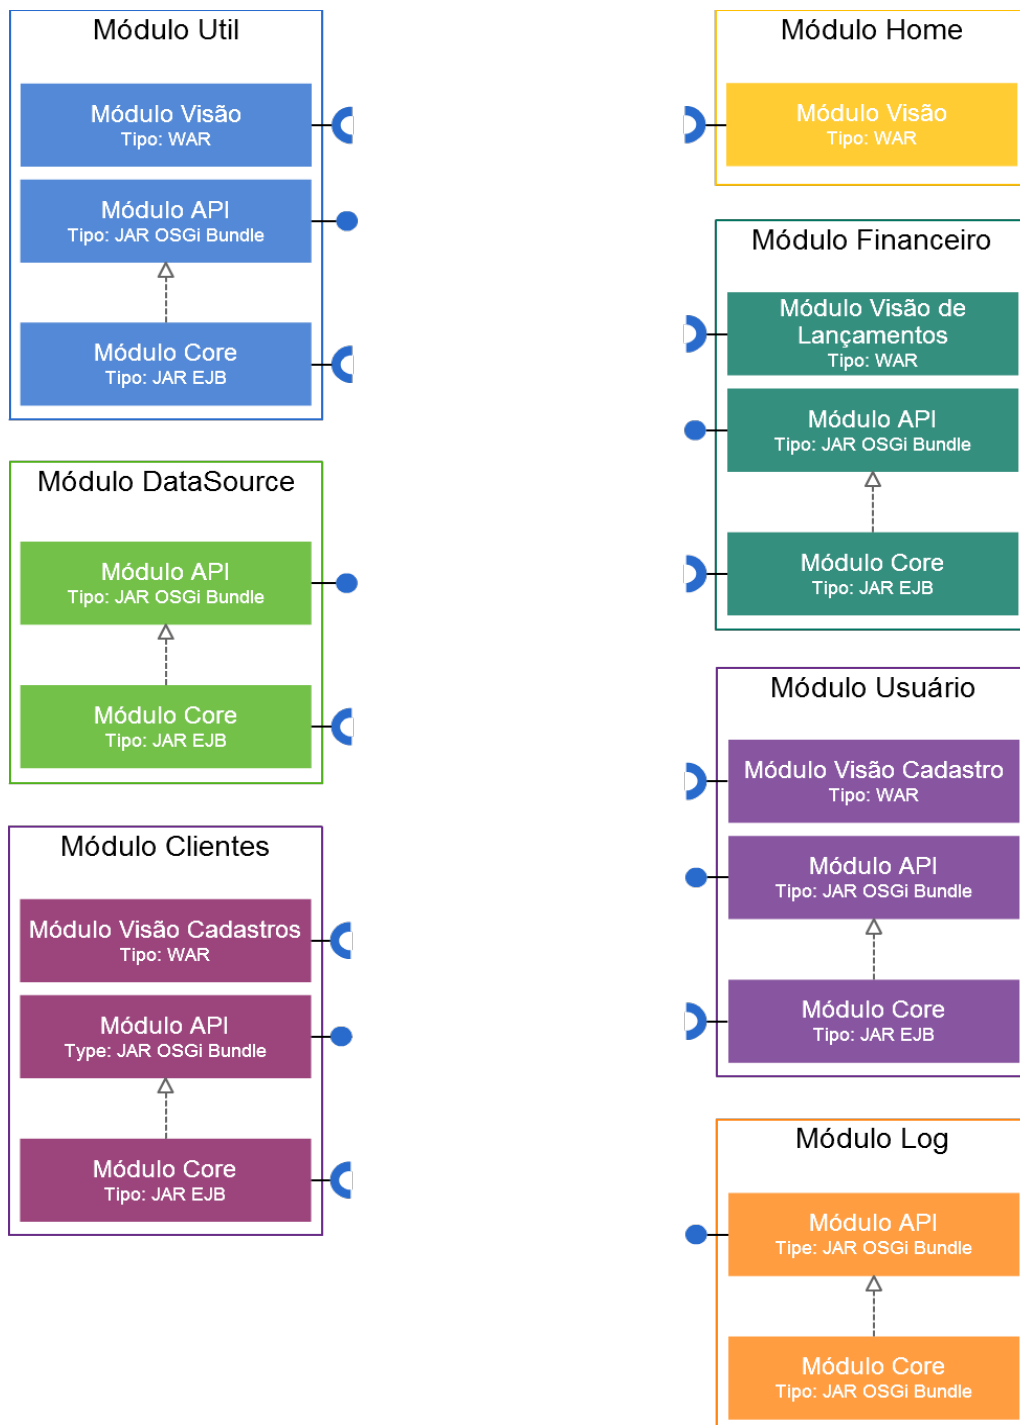 Módulo Util
Módulo Visão
Tipo: WAR
Módulo API
Tipo: JAR OSGi Bundle
Módulo Core
Tipo: JAR EJB
Módulo DataSource
Módulo API
Tipo: JAR OSGi Bundle
Módulo Core
Tipo: JAR EJB
Módulo Clientes
Módulo Visão Cadastros
Tipo: WAR
Módulo API
Type: JAR OSGi Bundle
Módulo Core
Tipo: JAR EJB
Módulo Home
Módulo Visão
Tipo: WAR
Módulo Financeiro
Módulo Visão de
Lançamentos
Tipo: WAR
Módulo API
Tipo: JAR OSGi Bundle
Módulo Core
Tipo: JAR EJB
Módulo Usuário
Módulo Visão Cadastro
Tipo: WAR
Módulo API
Tipo: JAR OSGi Bundle
Módulo Core
Tipo: JAR EJB
Módulo Log
Módulo API
Tipe: JAR OSGi Bundle
Módulo Core
Tipo: JAR OSGi Bundle